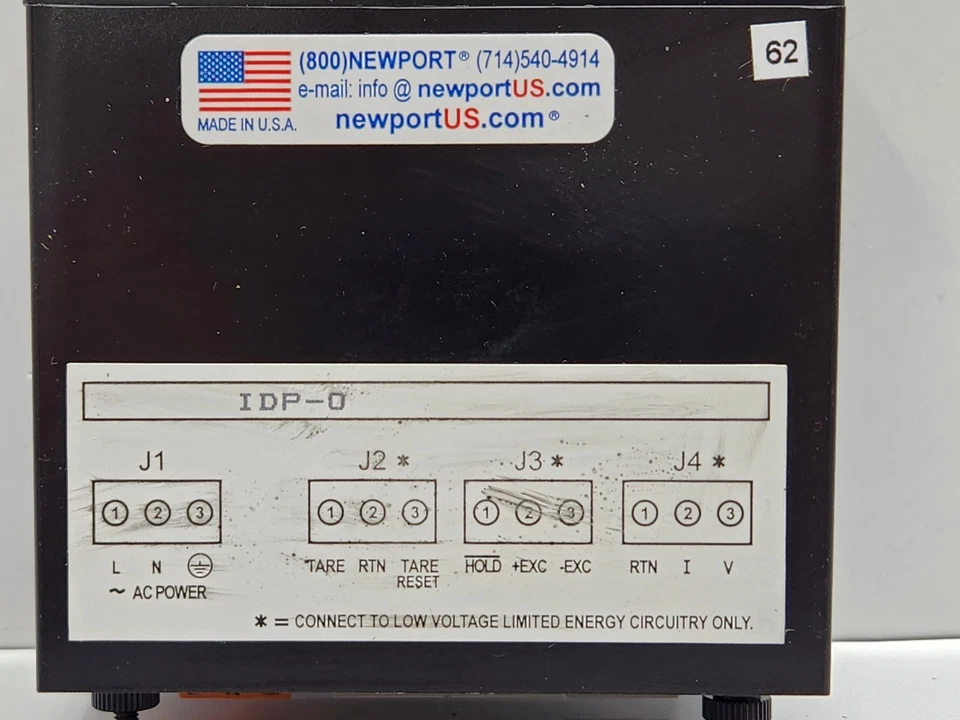 (800)NEWPORT® (714)540-4914
e-mail: info @ newportUS.com
MADE IN U.S.A. newportUS.com®
62
IDP-0
J1 J2 * J3 * J4 *
1 2 3 1 2 3 1 2 3 1 2 3
L N TARE RTN TARE RESET HOLD +EXC -EXC RTN I V
~ AC POWER
* = CONNECT TO LOW VOLTAGE LIMITED ENERGY CIRCUITRY ONLY.